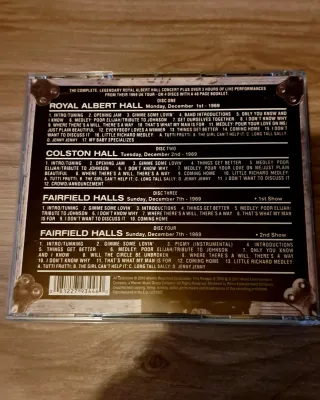 THE COMPLETE, LEGENDARY ROYAL ALBERT HALL CONCERT PLUS OVER 3 HOURS OF LIVE PERFORMANCES
FROM THEIR 1969 UK TOUR - ON 4 DISCS WITH A 40 PAGE BOOKLET.
DISC ONE
ROYAL ALBERT HALL Monday, December 1st - 1969
1. INTRO/TUNING 2. OPENING JAM 3. GIMME SOME LOVIN' 4. BAND INTRODUCTIONS 5. ONLY YOU KNOW AND
I KNOW 6. MEDLEY: POOR ELIJAH/TRIBUTE TO JOHNSON 7. GET OURSELVES TOGETHER 8. I DON'T KNOW WHY
9. WHERE THERE'S A WILL, THERE'S A WAY 10. THAT'S WHAT MY MAN IS FOR 11. MEDLEY: POUR YOUR LOVE ON ME/
JUST PLAIN BEAUTIFUL 12. EVERYBODY LOVES A WINNER 13. THINGS GET BETTER 14. COMING HOME 15. I DON'T WANT
TO DISCUSS IT 16. LITTLE RICHARD MEDLEY: A. TUTTI FRUTTI, B. THE GIRL CAN'T HELP IT, C. LONG TALL SALLY
D. JENNY JENNY 17. MY BABY SPECIALIZES
DISC TWO
COLSTON HALL Tuesday, December 2nd - 1969
1. INTRO/TUNING 2. OPENING JAM 3. GIMME SOME LOVIN' 4. THINGS GET BETTER 5. MEDLEY: POOR
ELIJAH/TRIBUTE TO JOHNSON 6. I DON'T KNOW WHY 7. MEDLEY: POUR YOUR LOVE ON ME/JUST PLAIN
BEAUTIFUL 8. WHERE THERE'S A WILL, THERE'S A WAY 9. COMING HOME 10. LITTLE RICHARD MEDLEY:
A. TUTTI FRUTTI, B. THE GIRL CAN'T HELP IT, C. LONG TALL SALLY, D. JENNY JENNY 11. I DON'T WANT TO DISCUSS IT
12. CROWD/ANNOUNCEMENT
DISC THREE
FAIRFIELD HALLS Sunday, December 7th - 1969 • 1st Show
1. INTRO/TUNING 2. GIMME SOME LOVIN' 3. INTRODUCTIONS 4. THINGS GET BETTER 5. MEDLEY: POOR ELIJAH/
TRIBUTE TO JOHNSON 6. I DON'T KNOW WHY 7. WHERE THERE'S A WILL, THERE'S A WAY 8. THAT'S WHAT MY MAN
IS FOR 9. I DON'T WANT TO DISCUSS IT 10. COMING HOME
DISC FOUR
FAIRFIELD HALLS Sunday, December 7th - 1969 • 2nd Show
1. INTRO/TUNING 2. GIMME SOME LOVIN' 3. PIGMY (INSTRUMENTAL) 4. INTRODUCTIONS
5. THINGS GET BETTER 6. MEDLEY: POOR ELIJAH/TRIBUTE TO JOHNSON 7. ONLY YOU KNOW
AND I KNOW 8. WILL THE CIRCLE BE UNBROKEN 9. WHERE THERE'S A WILL, THERE'S A WAY
10. I DON'T KNOW WHY 11. THAT'S WHAT MY MAN IS FOR 12. COMING HOME 13. LITTLE RICHARD MEDLEY:
A. TUTTI FRUTTI, B. THE GIRL CAN'T HELP IT, C. LONG TALL SALLY D. JENNY JENNY